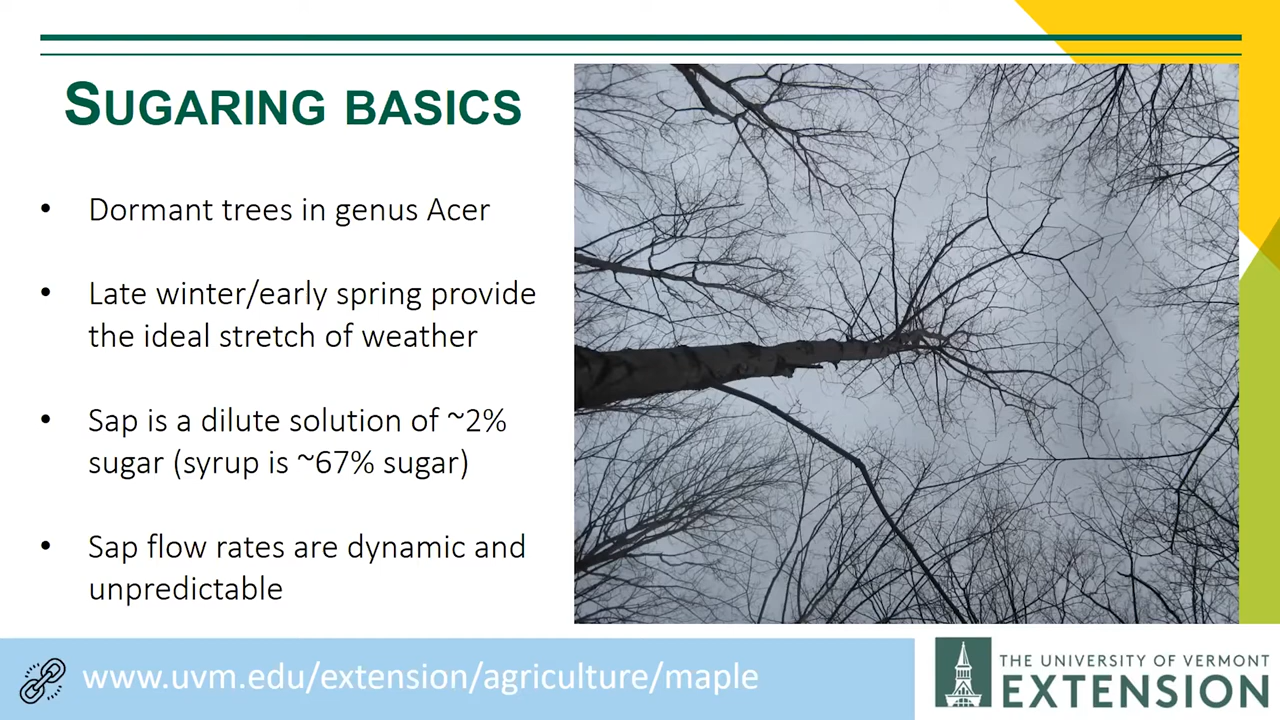 SUGARING BASICS
• Dormant trees in genus Acer
• Late winter/early spring provide
the ideal stretch of weather
• Sap is a dilute solution of ~2%
sugar (syrup is ~67% sugar)
• Sap flow rates are dynamic and
unpredictable
www.uvm.edu/extension/agriculture/maple
THE UNIVERSITY OF VERMONT
EXTENSION